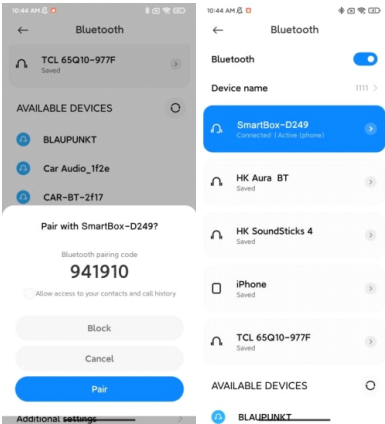 10:44 AM
Bluetooth
TCL 65Q10-977F
Saved
AVAILABLE DEVICES
BLAUPUNKT
Car Audio_1f2e
CAR-BT-2f17
Pair with SmartBox-D249?
Bluetooth pairing code
941910
Allow access to your contacts and call history
Block
Cancel
Pair
Additional settings
10:44 AM
Bluetooth
Bluetooth
Device name
1111
SmartBox-D249
Connected | Active (phone)
HK Aura BT
Saved
HK SoundSticks 4
Saved
iPhone
Saved
TCL 65Q10-977F
Saved
AVAILABLE DEVICES
BLAUPUNKT